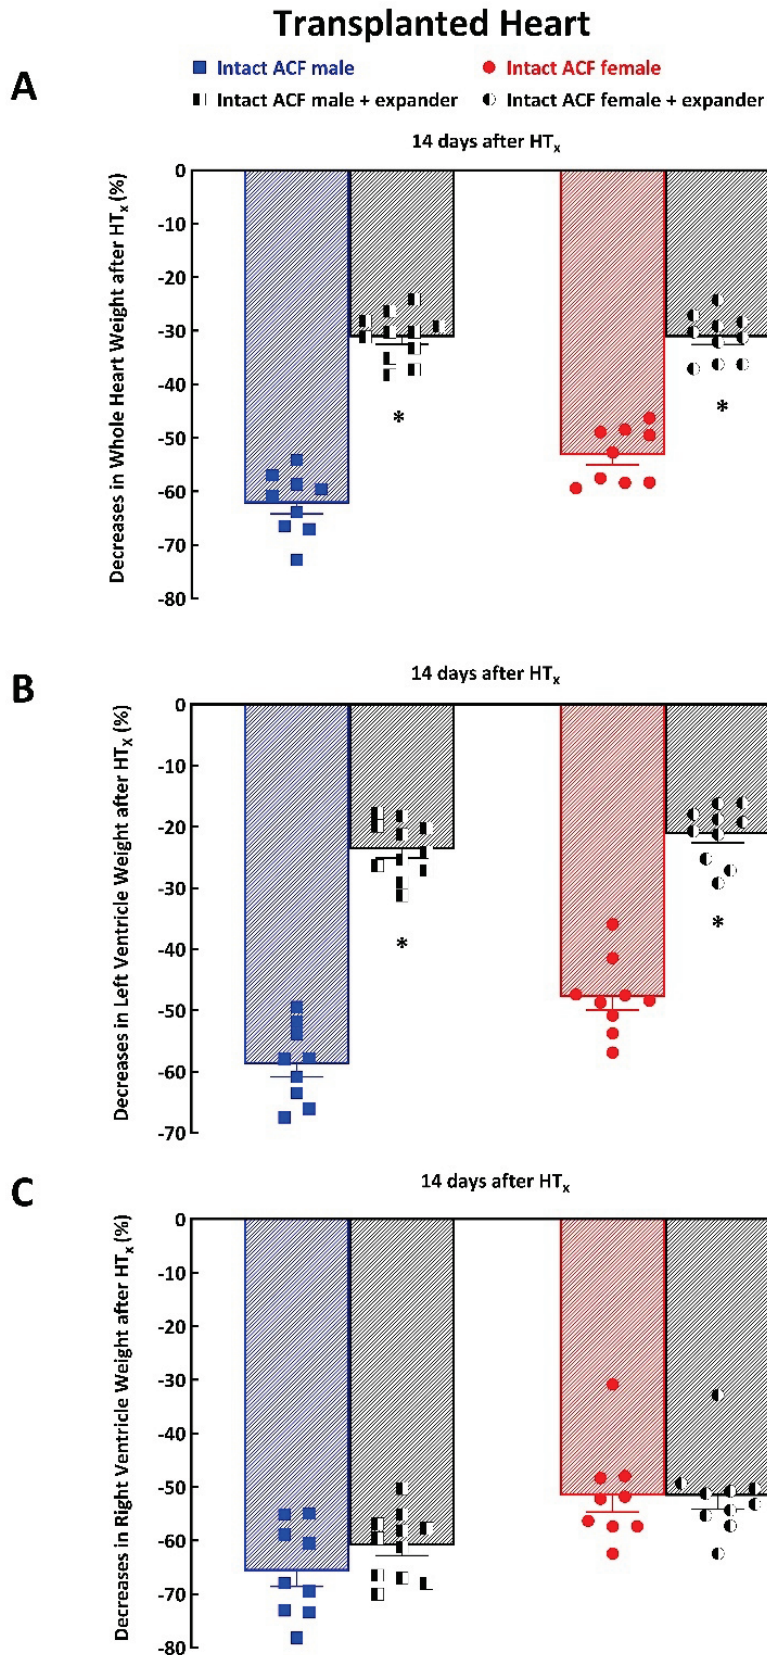 Transplanted Heart
Intact ACF male
Intact ACF female
Intact ACF male + expander
Intact ACF female + expander
A
14 days after HTx
Decreases in Whole Heart Weight after HTx (%)
0
-10
-20
-30
-40
-50
-60
-70
-80
*
*
B
14 days after HTx
Decreases in Left Ventricle Weight after HTx (%)
0
-10
-20
-30
-40
-50
-60
-70
*
*
C
14 days after HTx
Decreases in Right Ventricle Weight after HTx (%)
0
-10
-20
-30
-40
-50
-60
-70
-80